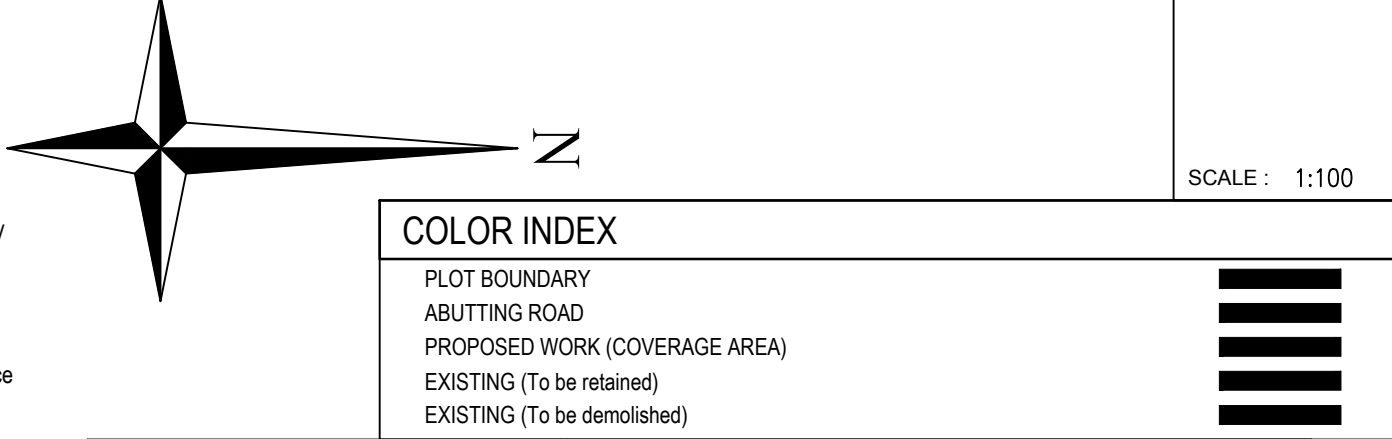 N
SCALE : 1:100
COLOR INDEX
PLOT BOUNDARY
ABUTTING ROAD
PROPOSED WORK (COVERAGE AREA)
EXISTING (To be retained)
EXISTING (To be demolished)